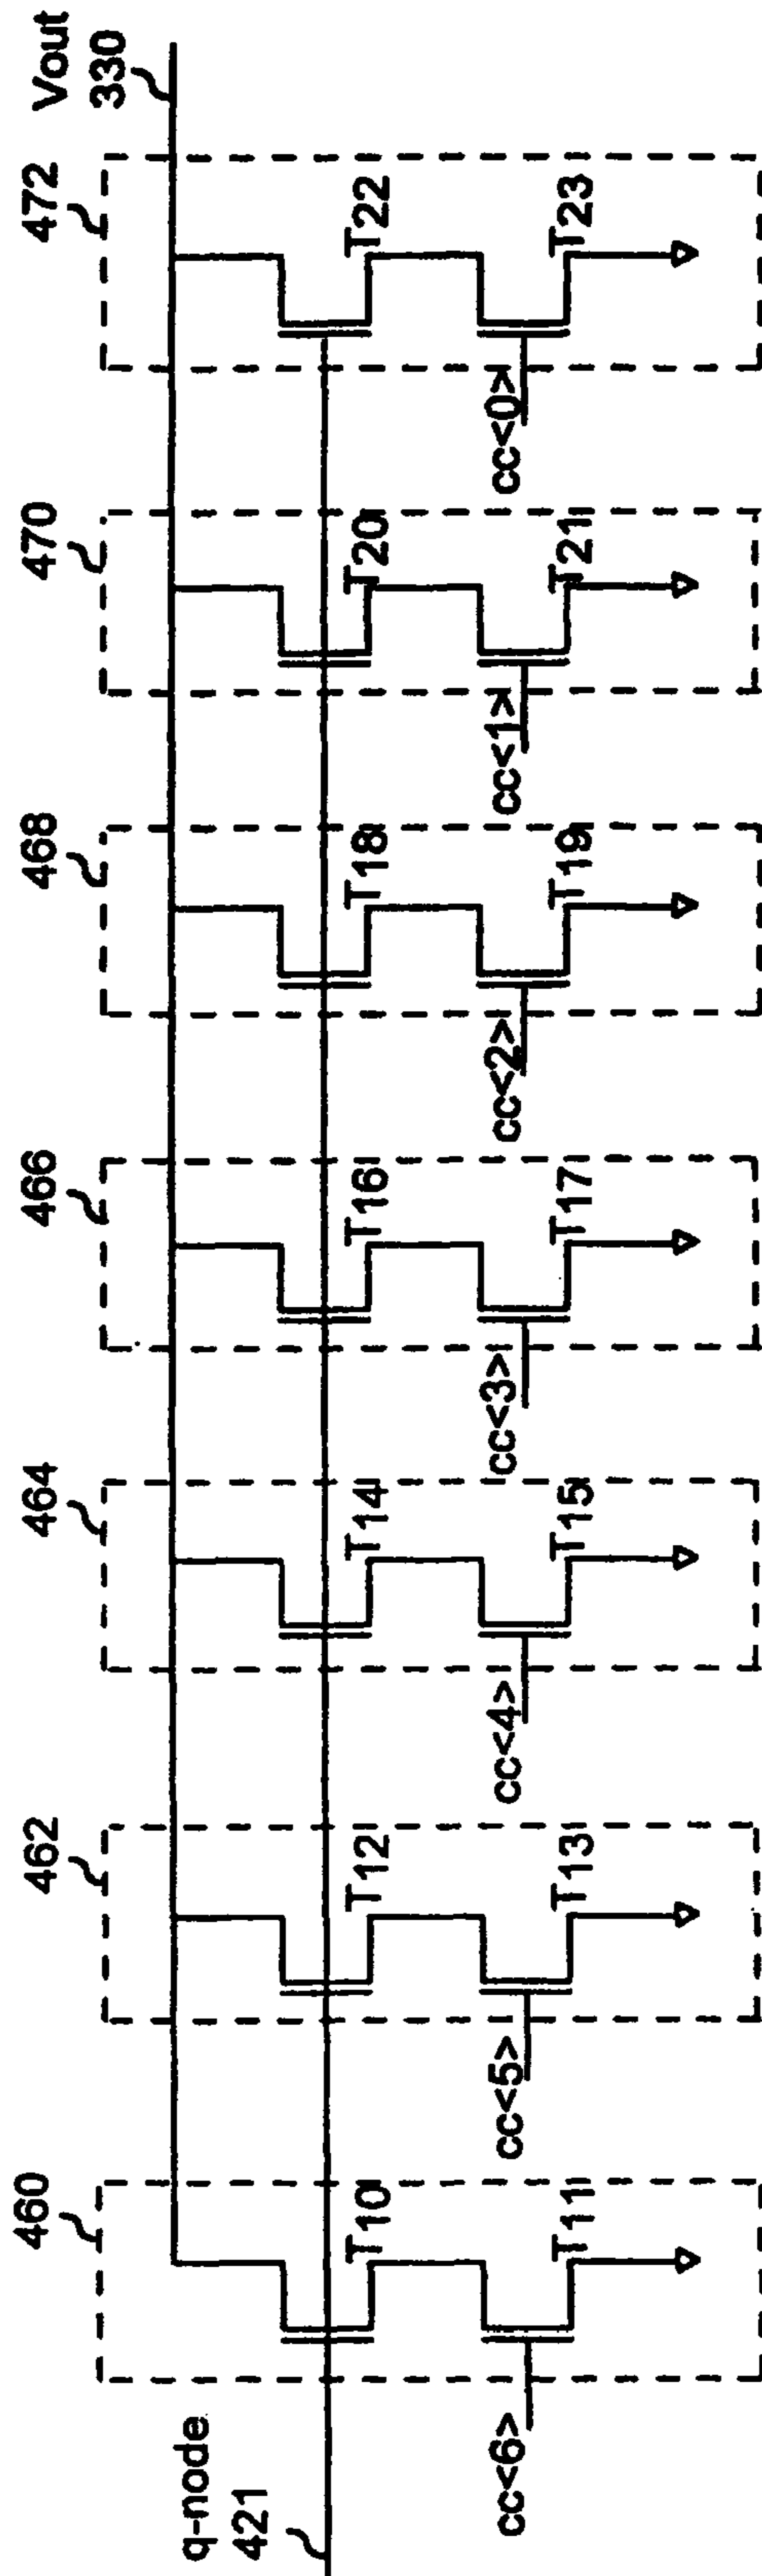 460
462
464
466
468
470
472
Vout
330
q-node
421
T10
T12
T14
T16
T18
T20
T22
cc<6>
T11
cc<5>
T13
cc<4>
T15
cc<3>
T17
cc<2>
T19
cc<1>
T21
cc<0>
T23